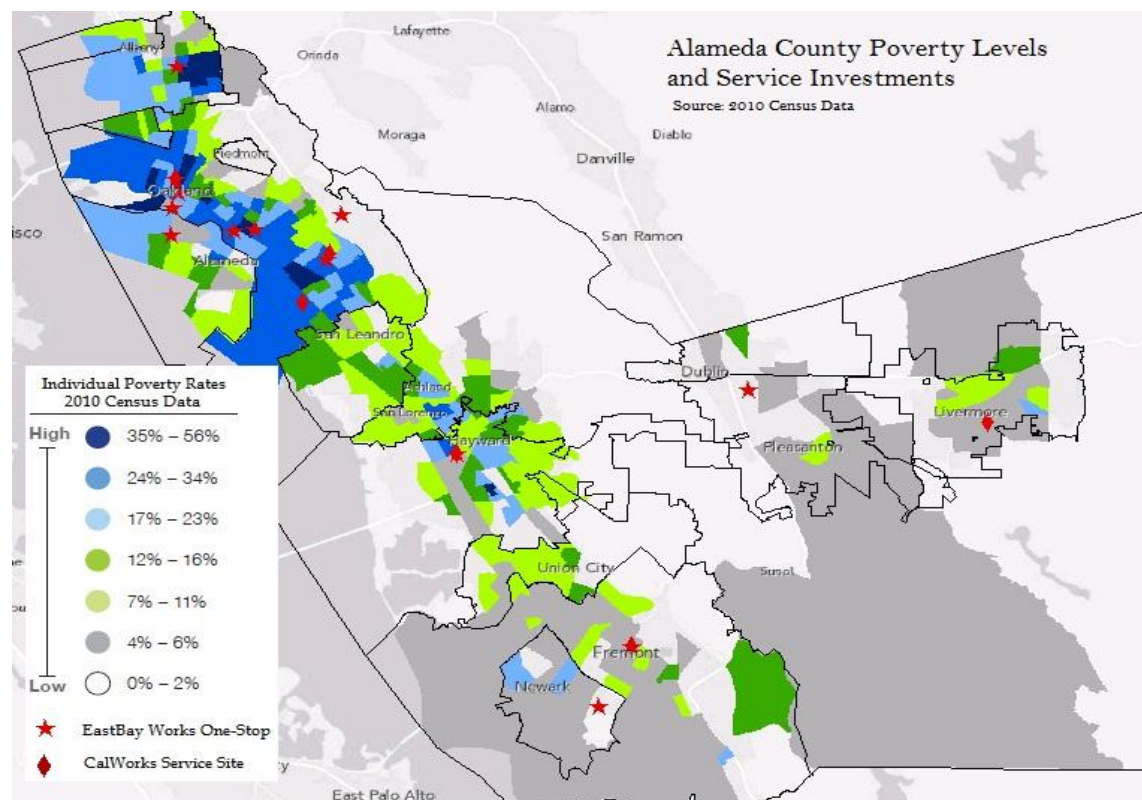 Alameda County Poverty Levels
and Service Investments
Source: 2010 Census Data
Lafayette
Orinda
Albany
Alamo
Moraga
Diablo
Danville
Piedmont
Oakland
isco
San Ramon
Alameda
San Leandro
Dublin
Ashland
San Lorenzo
Livermore
Hayward
Pleasanton
Union City
Sunol
Fremont
Newark
East Palo Alto
Individual Poverty Rates
2010 Census Data
High
35% – 56%
24% – 34%
17% – 23%
12% – 16%
7% – 11%
4% – 6%
Low
0% – 2%
EastBay Works One-Stop
CalWorks Service Site